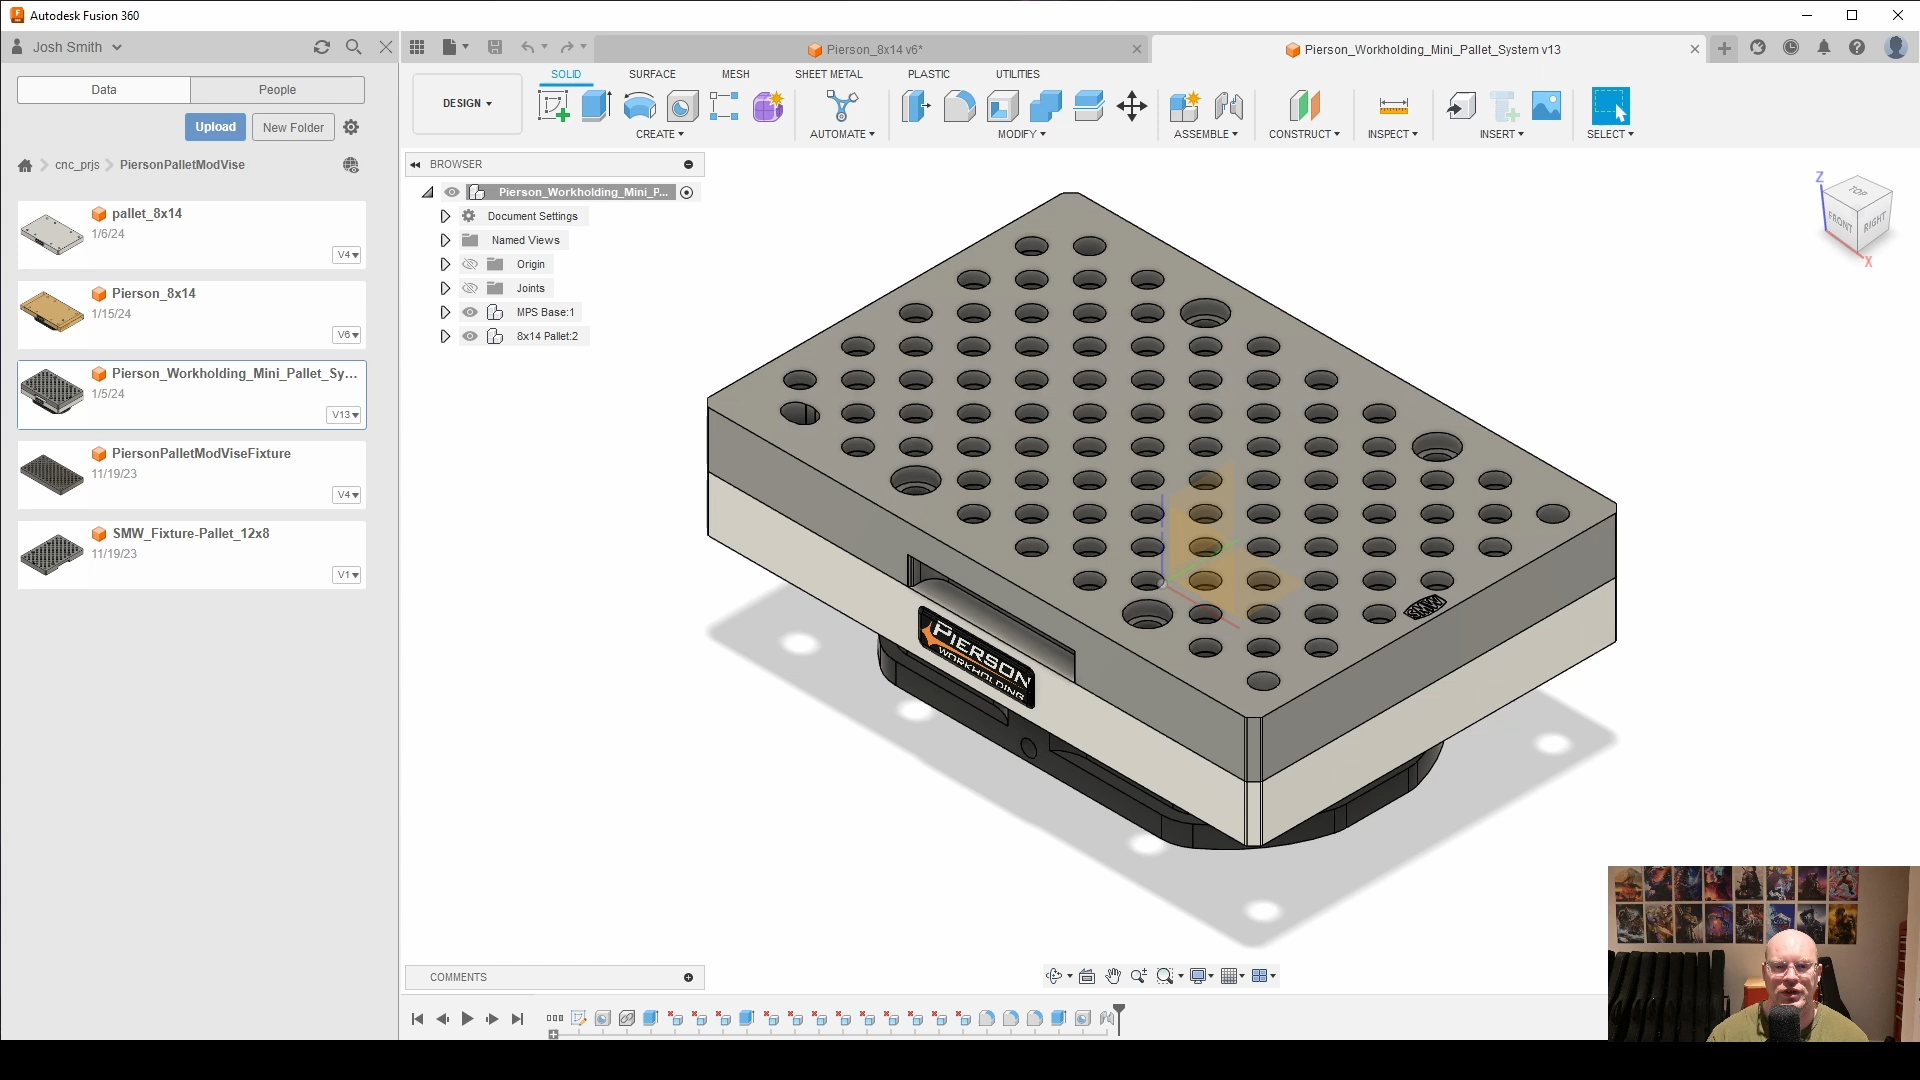 Autodesk Fusion 360
Josh Smith
Pierson_8x14 v6*
Pierson_Workholding_Mini_Pallet_System v13
Data
People
Upload
New Folder
cnc_prjs
PiersonPalletModVise
pallet_8x14
1/6/24
V4
Pierson_8x14
1/15/24
V6
Pierson_Workholding_Mini_Pallet_Sy...
1/5/24
V13
PiersonPalletModViseFixture
11/19/23
V4
SMW_Fixture-Pallet_12x8
11/19/23
V1
DESIGN
SOLID
SURFACE
MESH
SHEET METAL
PLASTIC
UTILITIES
CREATE
AUTOMATE
MODIFY
ASSEMBLE
CONSTRUCT
INSPECT
INSERT
SELECT
BROWSER
Pierson_Workholding_Mini_P...
Document Settings
Named Views
Origin
Joints
MPS Base:1
8x14 Pallet:2
Z
TOP
FRONT
RIGHT
X
SMW
PIERSON
WORKHOLDING
COMMENTS